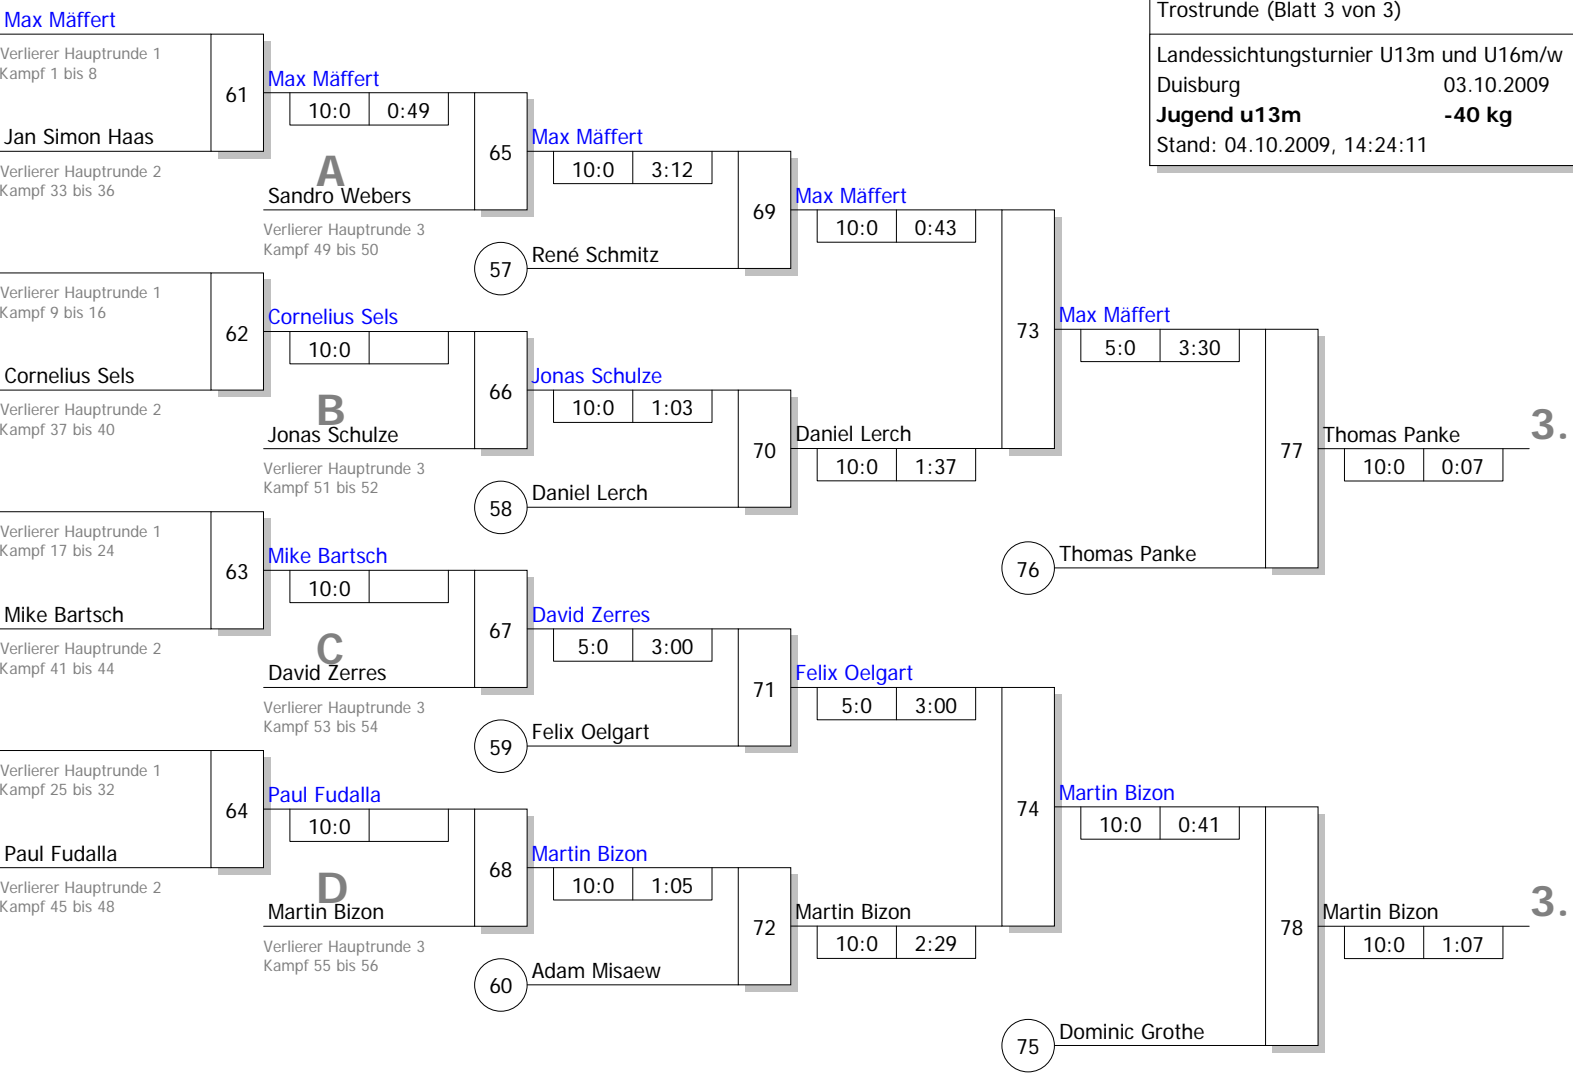 Max Mäffert
Verlierer Hauptrunde 1
Kampf 1 bis 8
61
Jan Simon Haas
Verlierer Hauptrunde 2
Kampf 33 bis 36
Verlierer Hauptrunde 1
Kampf 9 bis 16
62
Cornelius Sels
Verlierer Hauptrunde 2
Kampf 37 bis 40
Verlierer Hauptrunde 1
Kampf 17 bis 24
63
Mike Bartsch
Verlierer Hauptrunde 2
Kampf 41 bis 44
Verlierer Hauptrunde 1
Kampf 25 bis 32
64
Paul Fudalla
Verlierer Hauptrunde 2
Kampf 45 bis 48
Max Mäffert
10:0 0:49
A
65
Sandro Webers
Verlierer Hauptrunde 3
Kampf 49 bis 50
Cornelius Sels
10:0
B
66
Jonas Schulze
Verlierer Hauptrunde 3
Kampf 51 bis 52
Mike Bartsch
10:0
C
67
David Zerres
Verlierer Hauptrunde 3
Kampf 53 bis 54
Paul Fudalla
10:0
D
68
Martin Bizon
Verlierer Hauptrunde 3
Kampf 55 bis 56
Max Mäffert
10:0 3:12
69
57 René Schmitz
Jonas Schulze
10:0 1:03
70
58 Daniel Lerch
David Zerres
5:0 3:00
71
59 Felix Oelgart
Martin Bizon
10:0 1:05
72
60 Adam Misaew
Max Mäffert
10:0 0:43
73
Daniel Lerch
10:0 1:37
Felix Oelgart
5:0 3:00
74
Martin Bizon
10:0 2:29
Max Mäffert
5:0 3:30
77
76 Thomas Panke
Martin Bizon
10:0 0:41
78
75 Dominic Grothe
Thomas Panke 3.
10:0 0:07
Martin Bizon 3.
10:0 1:07
Trostrunde (Blatt 3 von 3)
Landessichtungsturnier U13m und U16m/w
Duisburg 03.10.2009
Jugend u13m -40 kg
Stand: 04.10.2009, 14:24:11